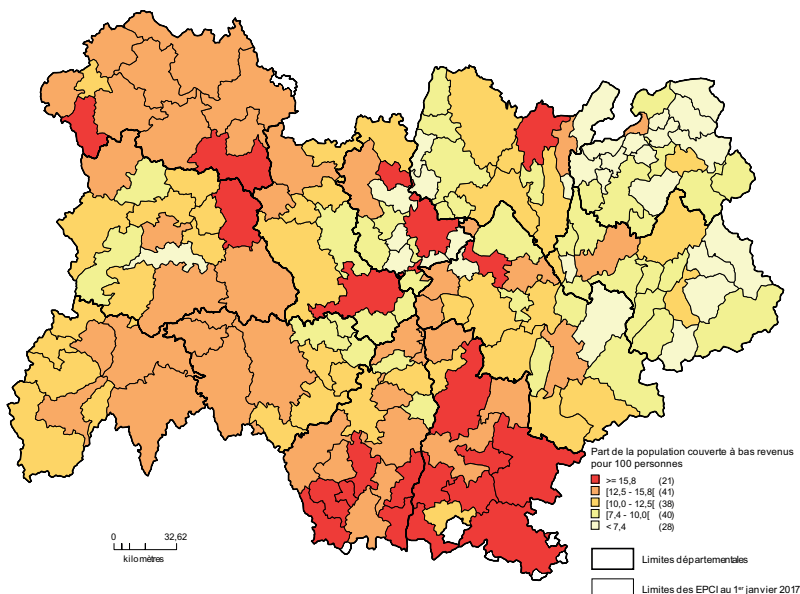 Part de la population couverte à bas revenus
pour 100 personnes
>= 15,8 (21)
[12,5 - 15,8[ (41)
[10,0 - 12,5[ (38)
[7,4 - 10,0[ (40)
< 7,4 (28)
0 32,62
kilomètres
Limites départementales
Limites des EPCI au 1er janvier 2017